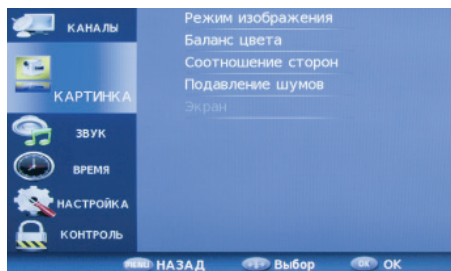 КАНАЛЫ
КАРТИНКА
ЗВУК
ВРЕМЯ
НАСТРОЙКА
КОНТРОЛЬ
Режим изображения
Баланс цвета
Соотношение сторон
Подавление шумов
Экран
MENU НАЗАД Выбор OK ОК